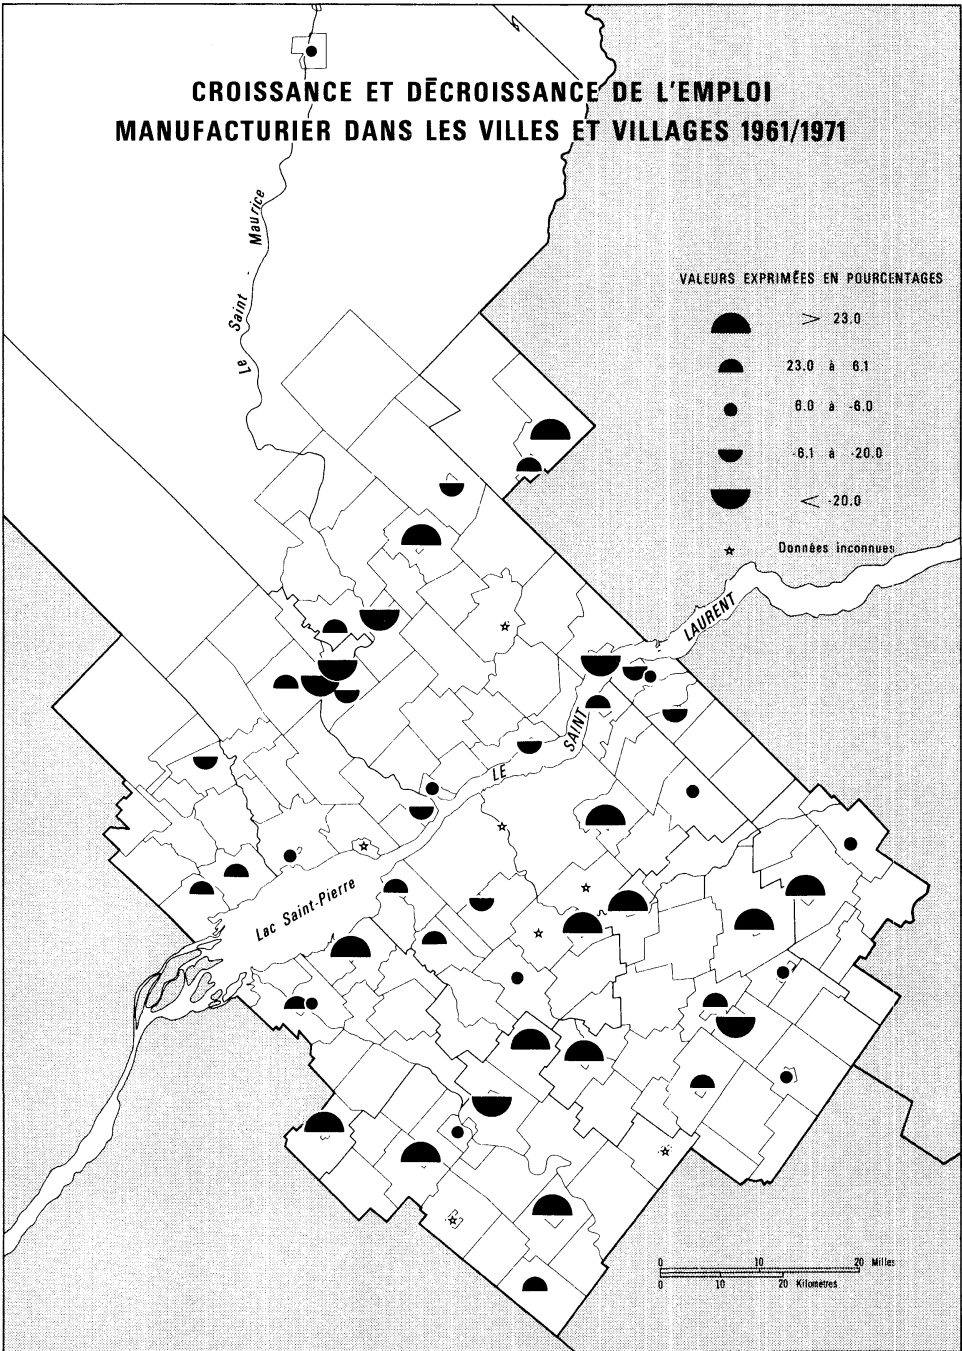 CROISSANCE ET DĒCROISSANCE DE L'EMPLOI
MANUFACTURIER DANS LES VILLES ET VILLAGES 1961/1971
Le Saint - Maurice
VALEURS EXPRIMĒES EN POURCENTAGES
> 23.0
23.0 à 6.1
6.0 à -6.0
-6.1 à -20.0
< -20.0
Données inconnues
LE SAINT LAURENT
Lac Saint-Pierre
0 10 20 Milles
0 10 20 Kilomètres